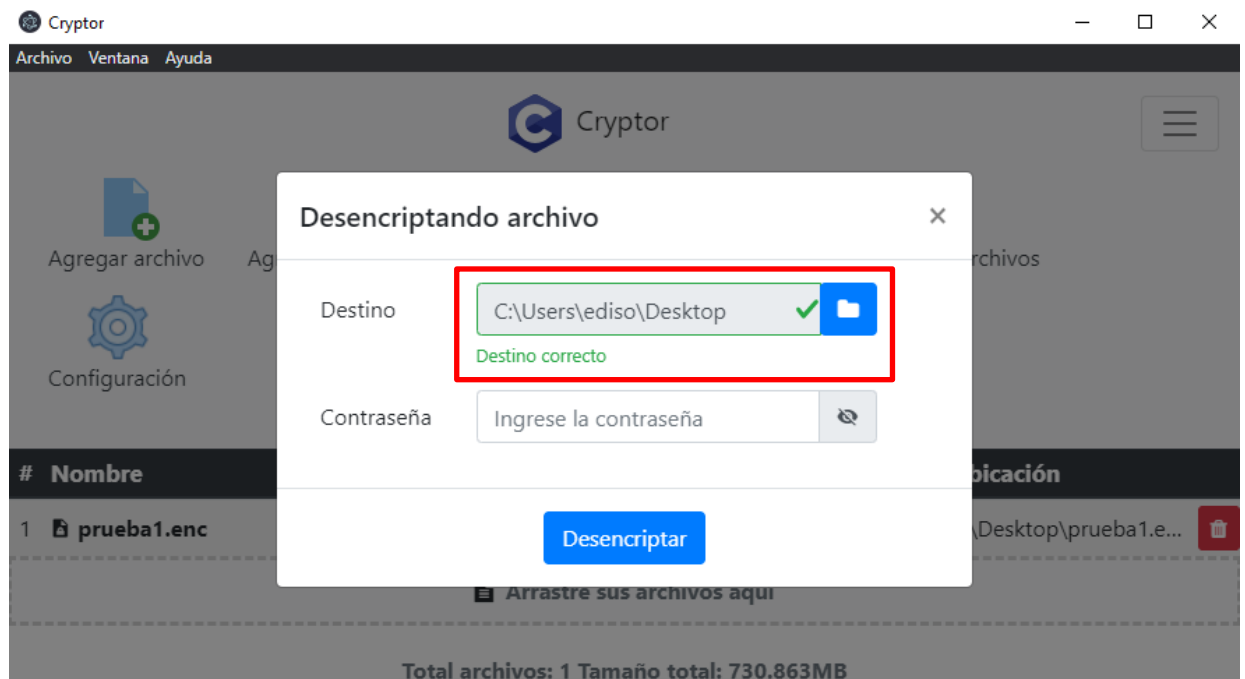 Cryptor
Archivo Ventana Ayuda
Cryptor
Agregar archivo
Ag
rchivos
Configuración
Desencriptando archivo
Destino
C:\Users\ediso\Desktop
Destino correcto
Contraseña
Ingrese la contraseña
Desencriptar
# Nombre
bicación
1 prueba1.enc
\Desktop\prueba1.e...
Arrastre sus archivos aquí
Total archivos: 1 Tamaño total: 730.863MB